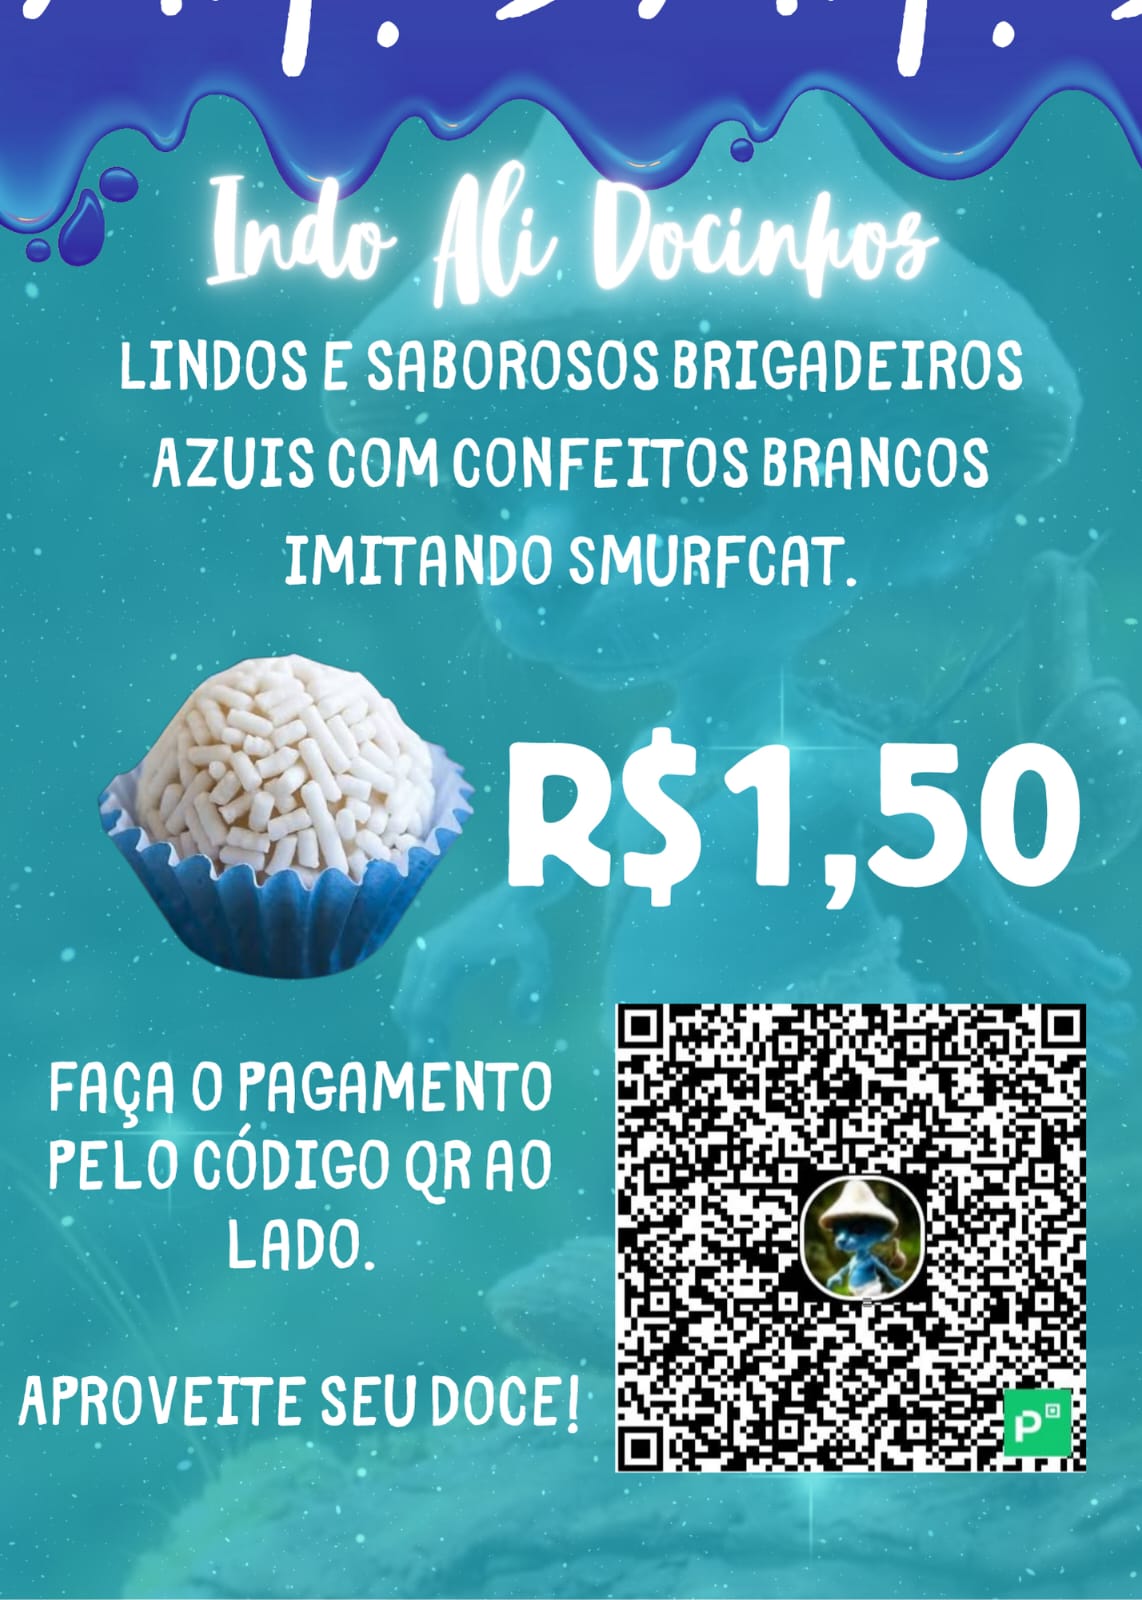 Indo Ali Docinhos
LINDOS E SABOROSOS BRIGADEIROS
AZUIS COM CONFEITOS BRANCOS
IMITANDO SMURFCAT.
R$1,50
FAÇA O PAGAMENTO
PELO CÓDIGO QR AO
LADO.
APROVEITE SEU DOCE!
P